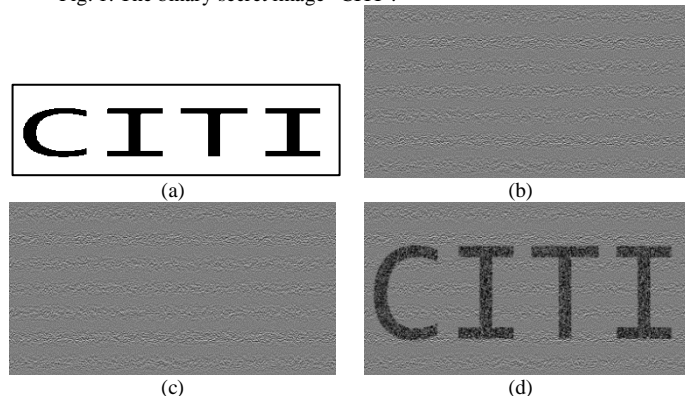 Fig. 1. The binary secret image "CITI".
CITI
(a)
(b)
(c)
CITI
(d)